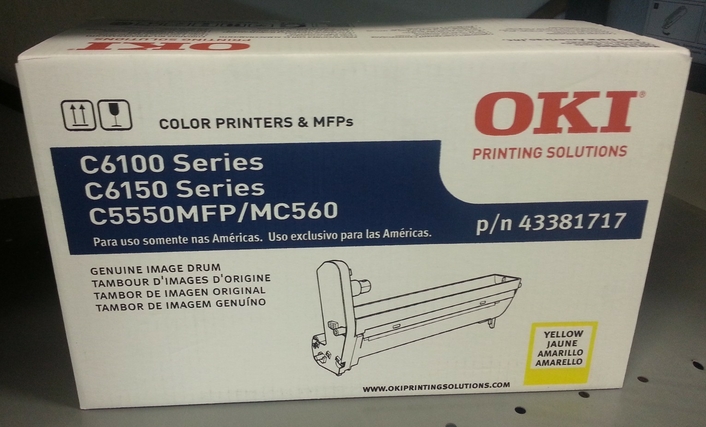 OKI
PRINTING SOLUTIONS
COLOR PRINTERS & MFPs
OKI®
PRINTING SOLUTIONS
C6100 Series
C6150 Series
C5550MFP/MC560
p/n 43381717
Para uso somente nas Américas. Uso exclusivo para las Américas.
GENUINE IMAGE DRUM
TAMBOUR D'IMAGES D'ORIGINE
TAMBOR DE IMAGEN ORIGINAL
TAMBOR DE IMAGEM GENUÍNO
YELLOW
JAUNE
AMARILLO
AMARELLO
WWW.OKIPRINTINGSOLUTIONS.COM